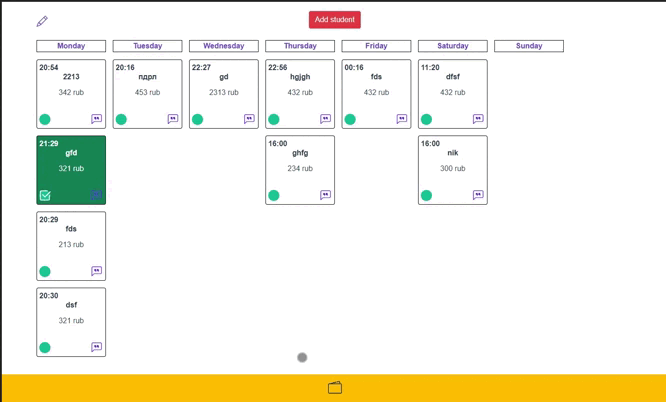 Add student
Monday
Tuesday
Wednesday
Thursday
Friday
Saturday
Sunday
20:54
2213
342 rub
20:16
пдрл
453 rub
22:27
gd
2313 rub
22:56
hgjgh
432 rub
00:16
fds
432 rub
11:20
dfsf
432 rub
21:29
gfd
321 rub
16:00
ghfg
234 rub
16:00
nik
300 rub
20:29
fds
213 rub
20:30
dsf
321 rub